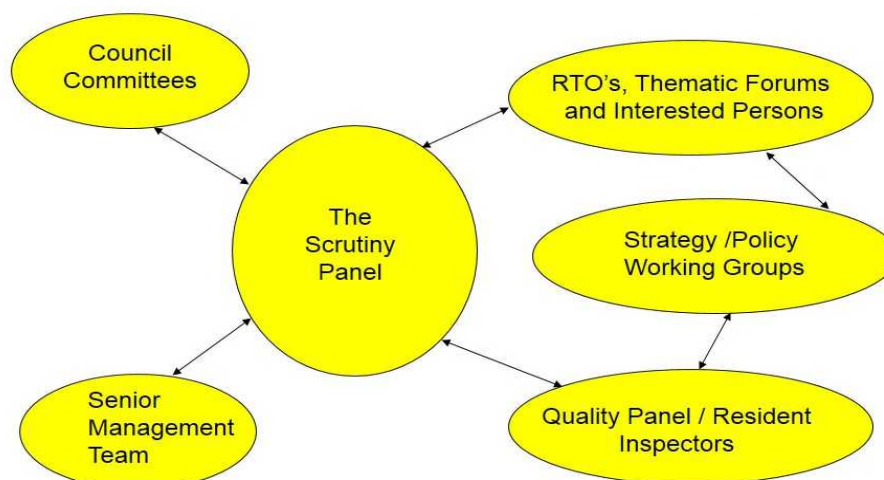 Council
Committees
RTO's, Thematic Forums
and Interested Persons
The
Scrutiny
Panel
Strategy /Policy
Working Groups
Senior
Management
Team
Quality Panel / Resident
Inspectors